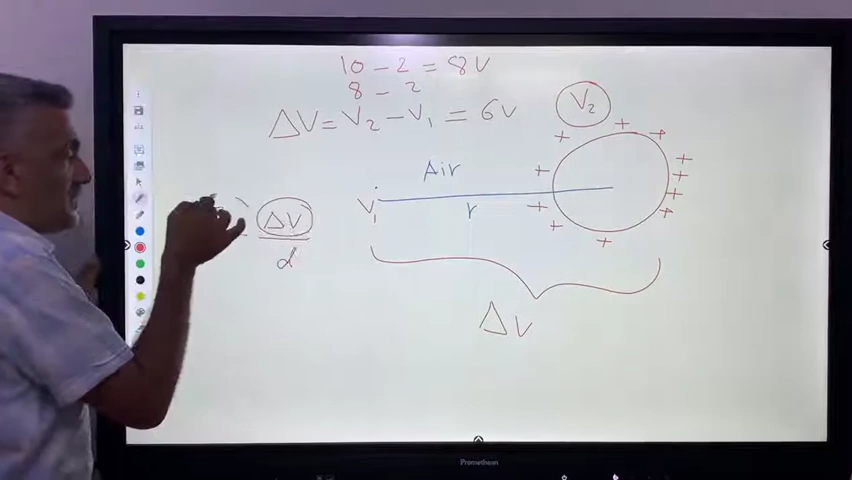 10 - 2 = 8V
8 - 2
ΔV = V₂ - V₁ = 6V
V₂
+ + + + + + + + + + +
Air
V₁
r
ΔV
d
ΔV
Promethean